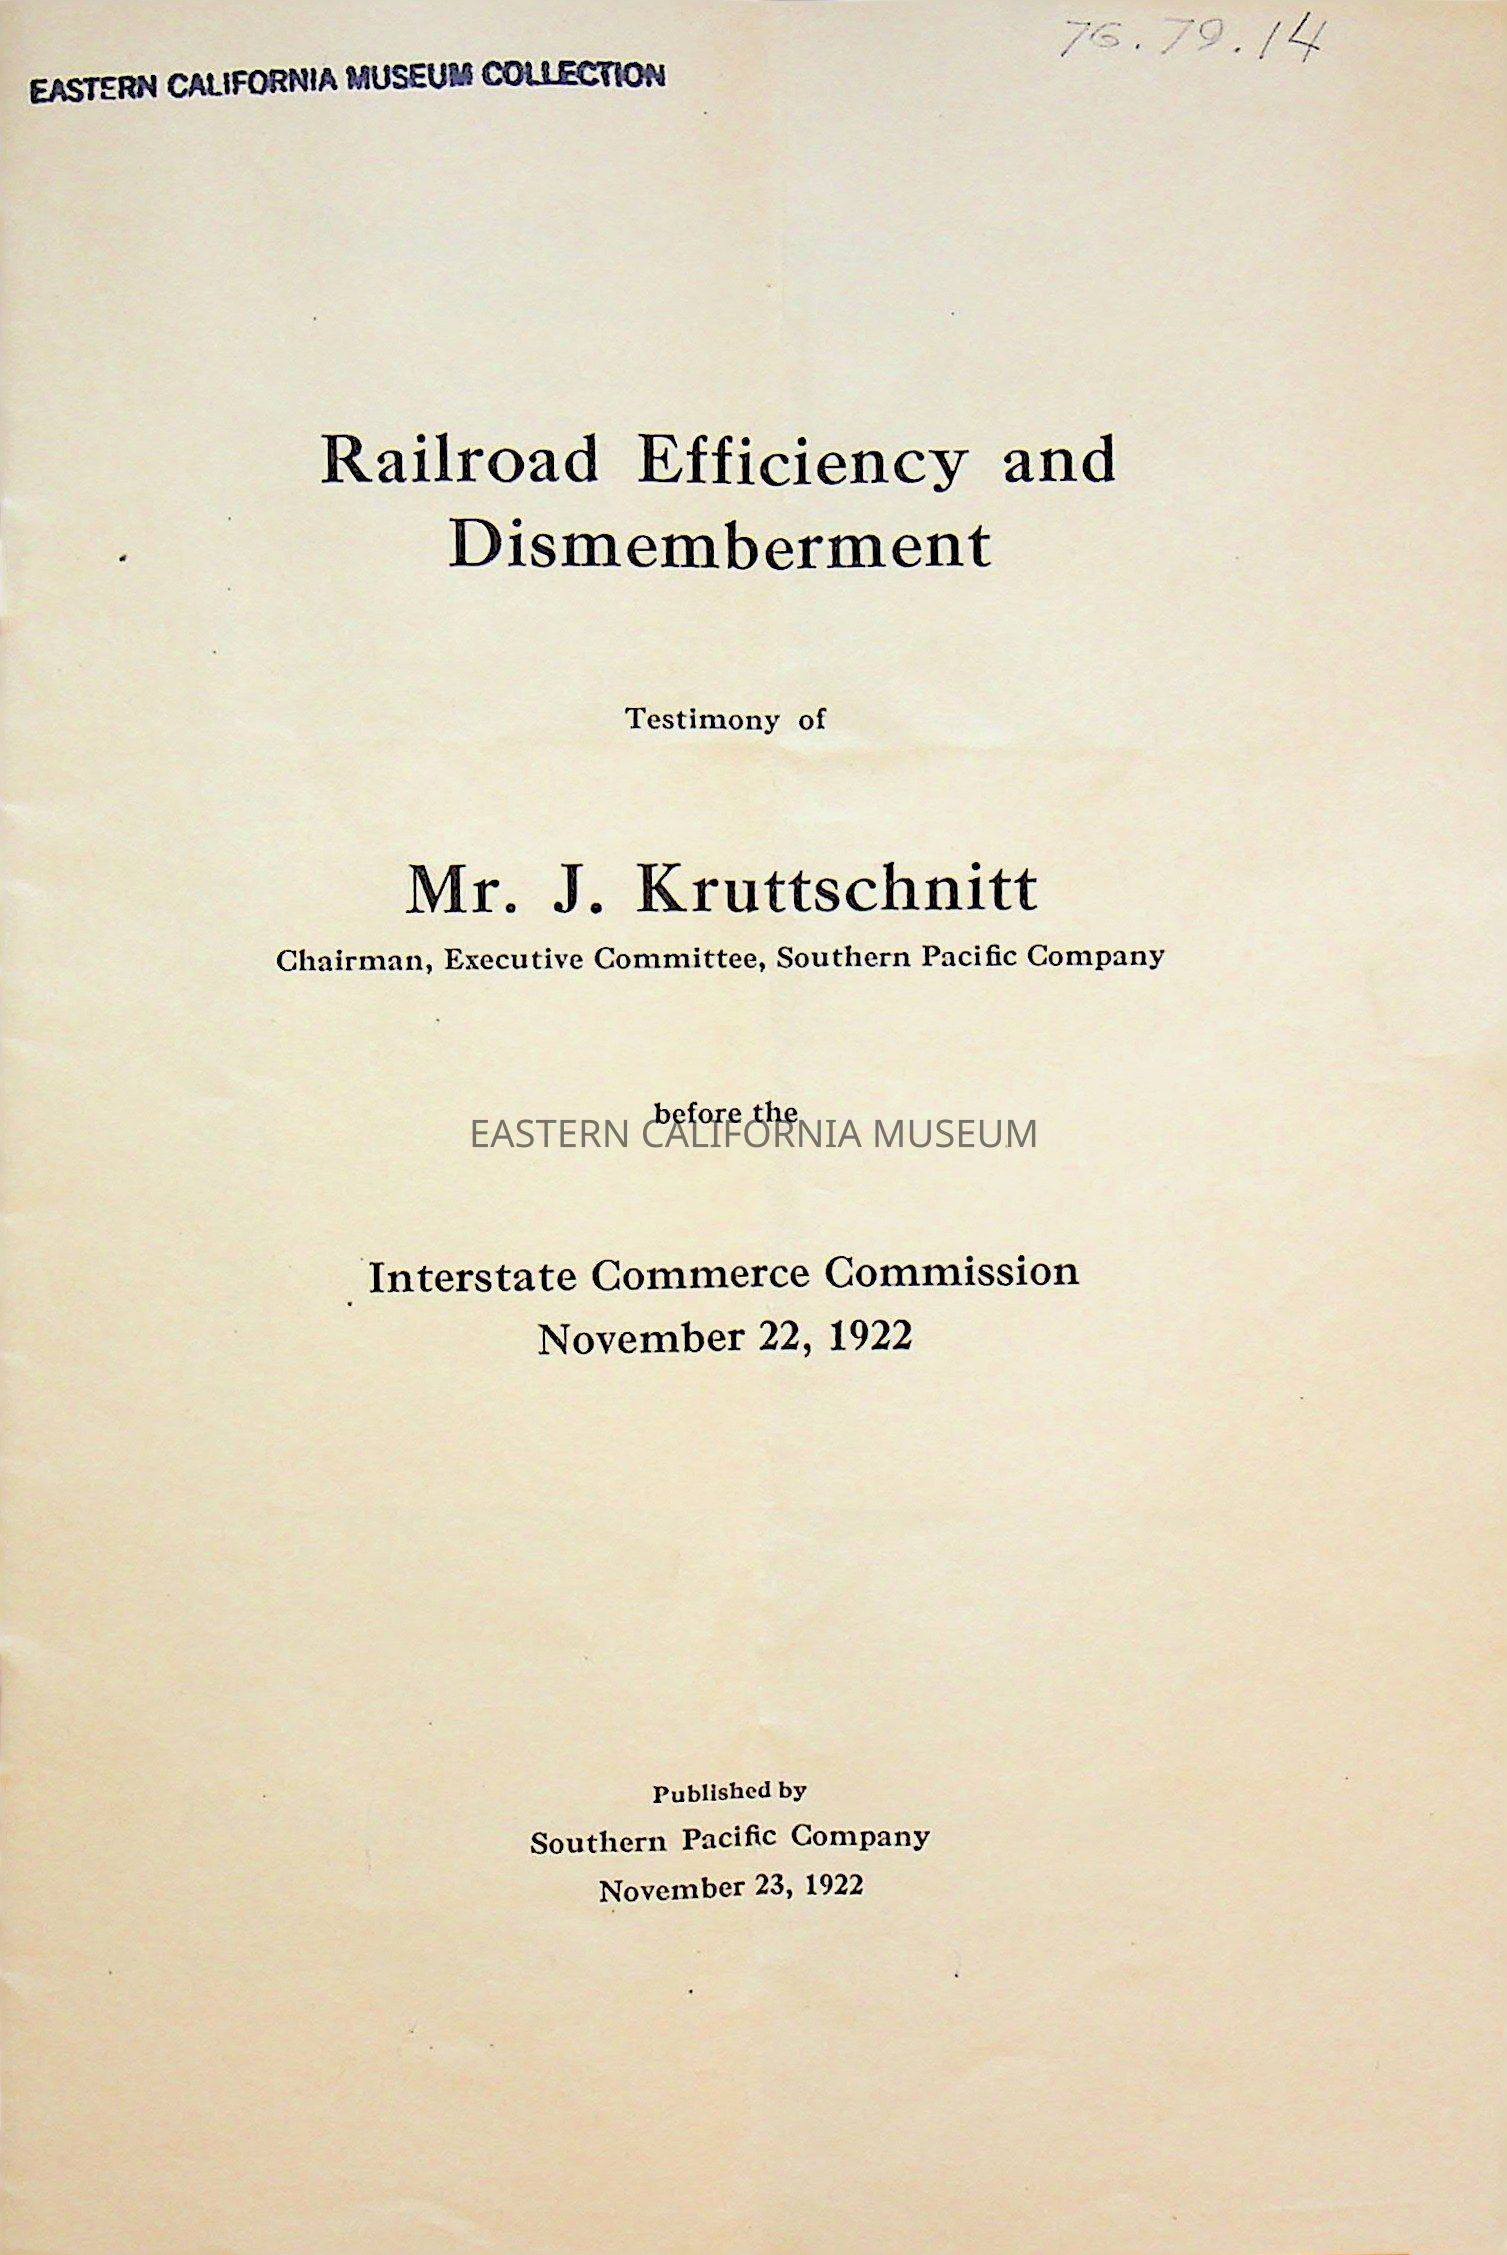 76.79.14
EASTERN CALIFORNIA MUSEUM COLLECTION
Railroad Efficiency and
Dismemberment
Testimony of
Mr. J. Kruttschnitt
Chairman, Executive Committee, Southern Pacific Company
before the
EASTERN CALIFORNIA MUSEUM
Interstate Commerce Commission
November 22, 1922
Published by
Southern Pacific Company
November 23, 1922